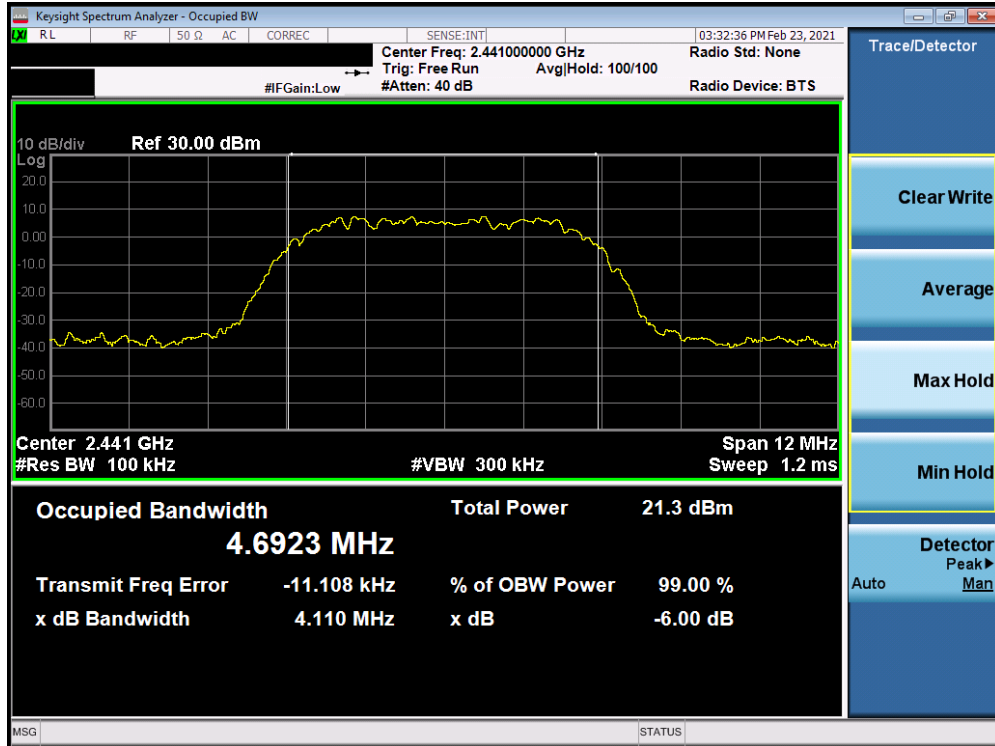 Keysight Spectrum Analyzer - Occupied BW
LXI RL RF 50 Ω AC CORREC SENSE:INT 03:32:36 PM Feb 23, 2021
Center Freq: 2.441000000 GHz Radio Std: None
Trig: Free Run Avg|Hold: 100/100
#IFGain:Low #Atten: 40 dB Radio Device: BTS
10 dB/div Ref 30.00 dBm
Log
20.0
10.0
0.00
-10.0
-20.0
-30.0
-40.0
-50.0
-60.0
Center 2.441 GHz Span 12 MHz
#Res BW 100 kHz #VBW 300 kHz Sweep 1.2 ms
Occupied Bandwidth Total Power 21.3 dBm
4.6923 MHz
Transmit Freq Error -11.108 kHz % of OBW Power 99.00 %
x dB Bandwidth 4.110 MHz x dB -6.00 dB
MSG STATUS
Trace/Detector
Clear Write
Average
Max Hold
Min Hold
Detector
Peak▶
Auto Man